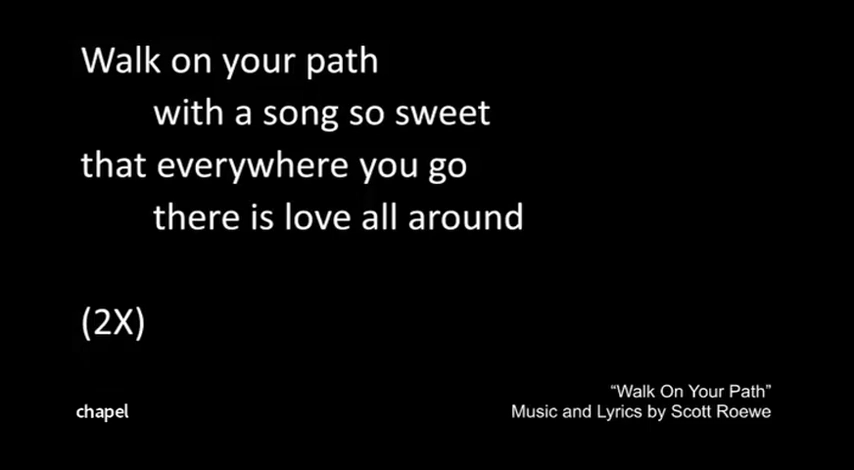 Walk on your path
with a song so sweet
that everywhere you go
there is love all around
(2X)
“Walk On Your Path”
chapel
Music and Lyrics by Scott Roewe